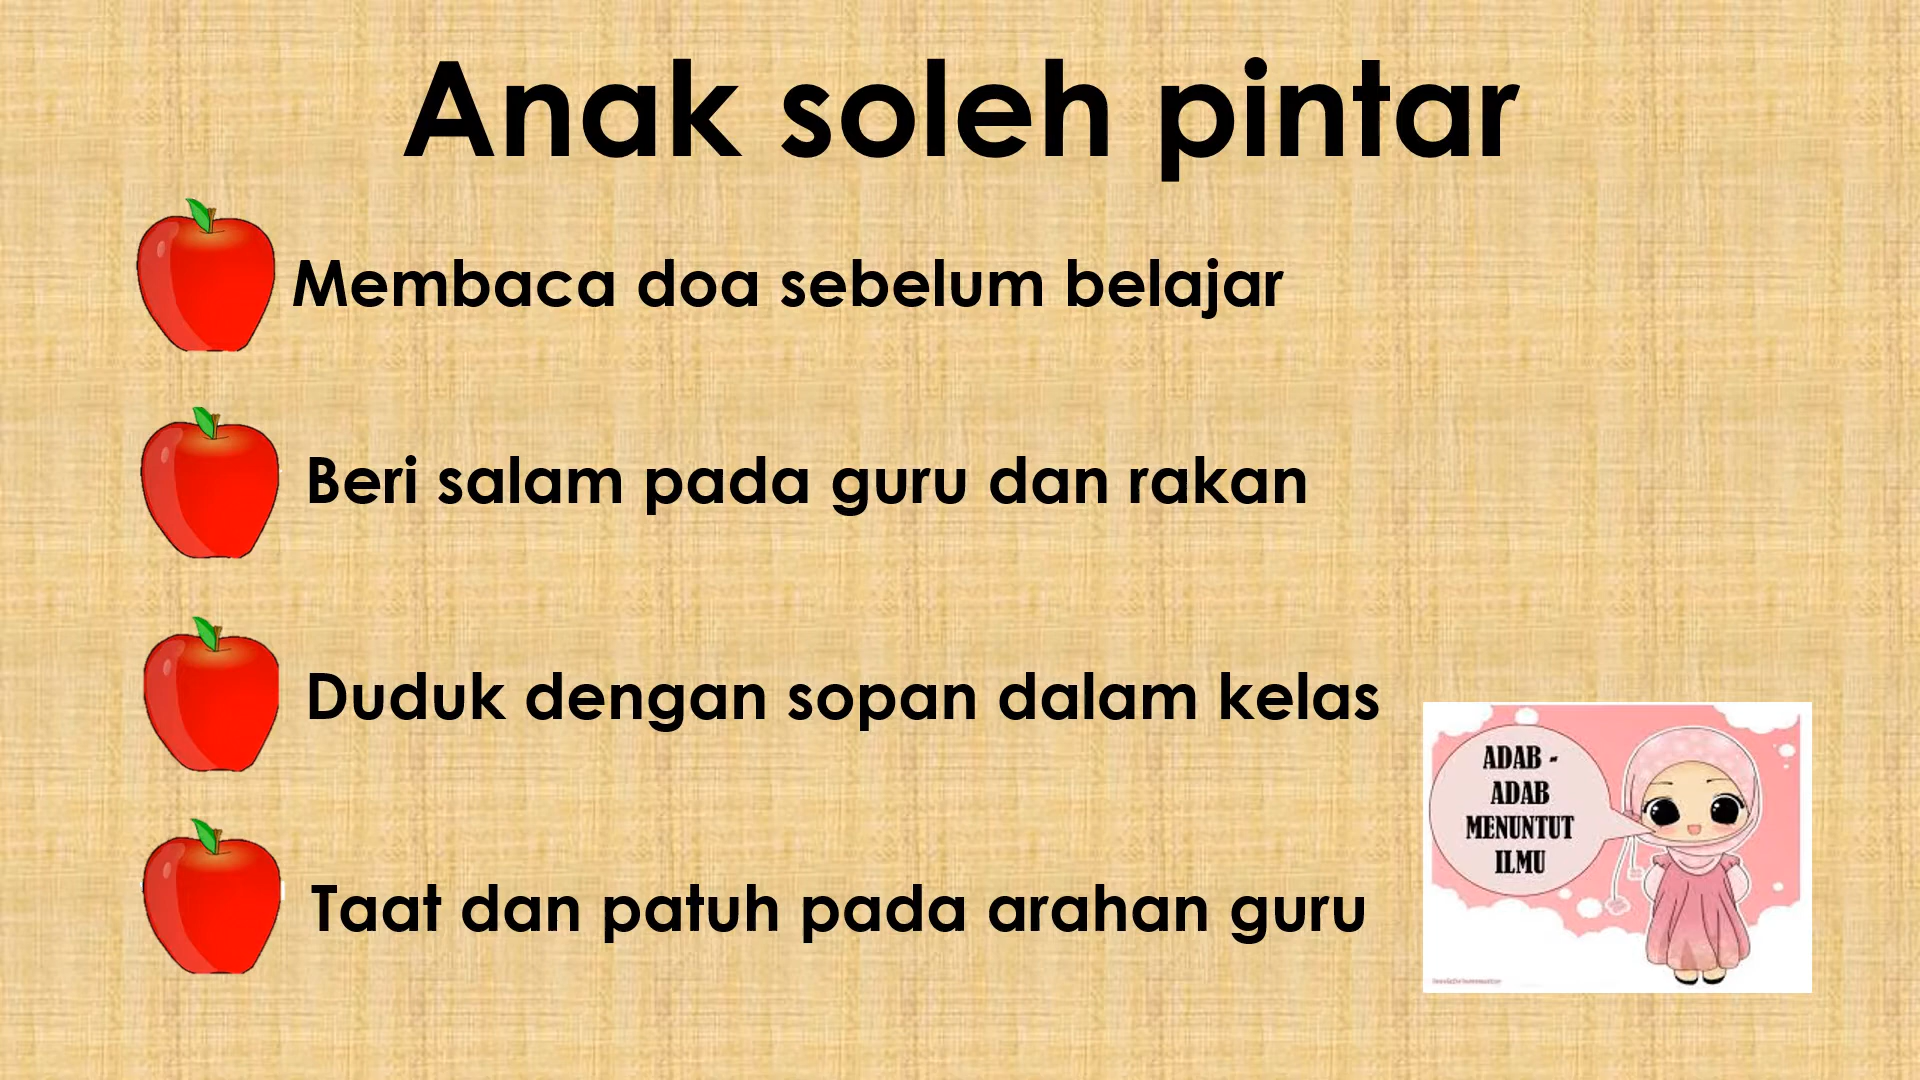 Anak soleh pintar
Membaca doa sebelum belajar
Beri salam pada guru dan rakan
Duduk dengan sopan dalam kelas
Taat dan patuh pada arahan guru
ADAB -
ADAB
MENUNTUT
ILMU